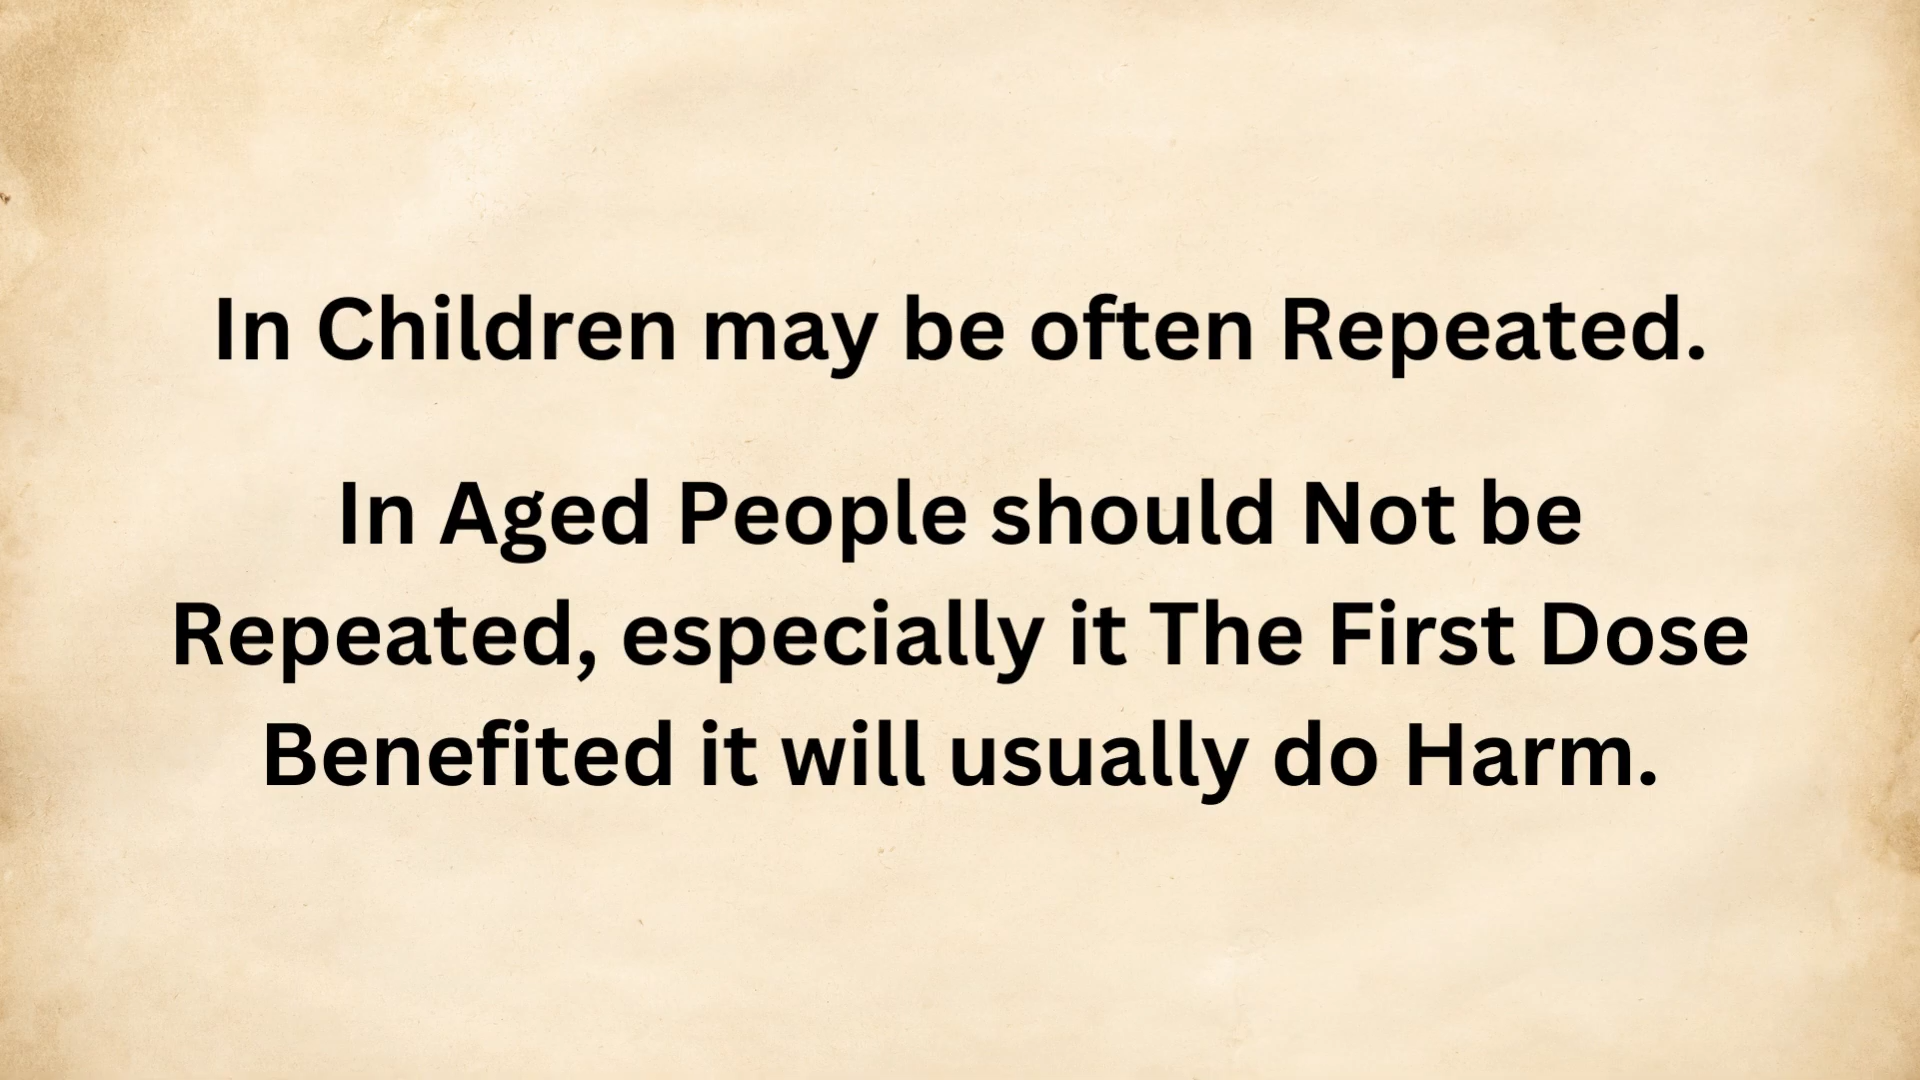 In Children may be often Repeated.
In Aged People should Not be
Repeated, especially it The First Dose
Benefited it will usually do Harm.